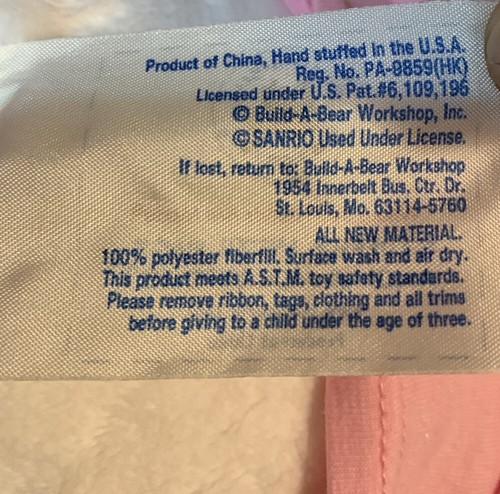 Product of China, Hand stuffed in the U.S.A.
Reg. No. PA-9859(HK)
Licensed under U.S. Pat.#6,109,196
© Build-A-Bear Workshop, Inc.
© SANRIO Used Under License.
If lost, return to: Build-A-Bear Workshop
1954 Innerbelt Bus. Ctr. Dr.
St. Louis, Mo. 63114-5760
ALL NEW MATERIAL.
100% polyester fiberfill. Surface wash and air dry.
This product meets A.S.T.M. toy safety standards.
Please remove ribbon, tags, clothing and all trims
before giving to a child under the age of three.